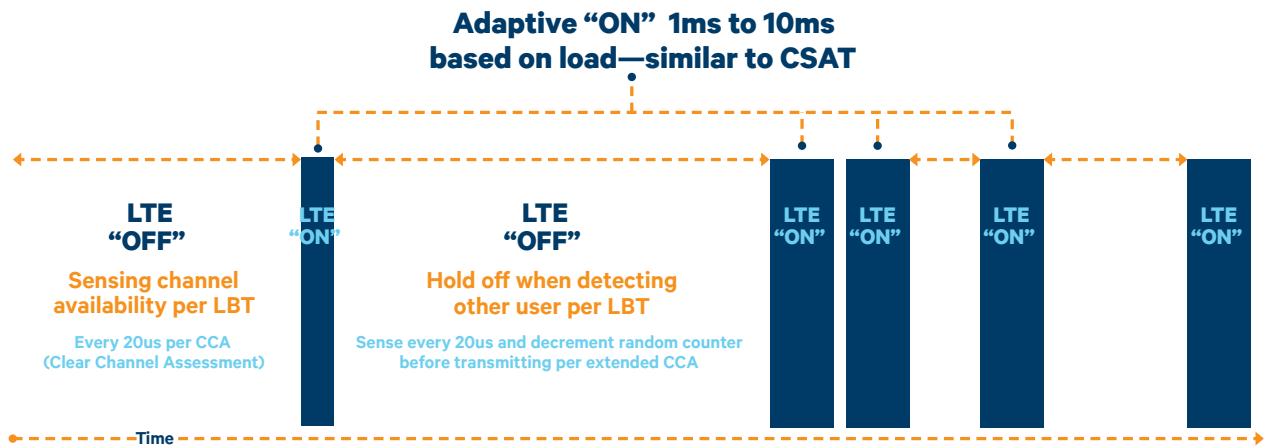 Adaptive “ON” 1ms to 10ms
based on load—similar to CSAT
LTE
“OFF”
Sensing channel
availability per LBT
Every 20us per CCA
(Clear Channel Assessment)
LTE
“ON”
LTE
“OFF”
Hold off when detecting
other user per LBT
Sense every 20us and decrement random counter
before transmitting per extended CCA
LTE
“ON”
LTE
“ON”
LTE
“ON”
LTE
“ON”
Time